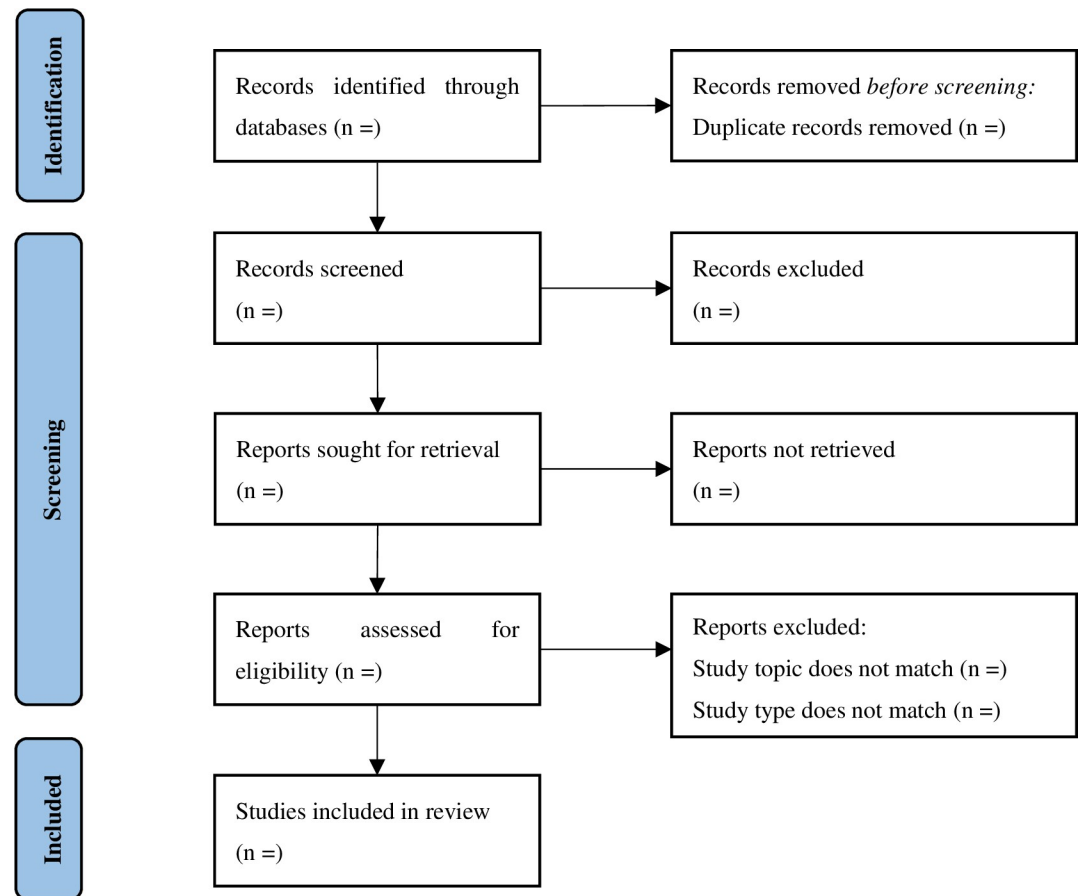 Identification
Records identified through
databases (n =)
Records removed before screening:
Duplicate records removed (n =)
Screening
Records screened
(n =)
Records excluded
(n =)
Reports sought for retrieval
(n =)
Reports not retrieved
(n =)
Reports assessed for
eligibility (n =)
Reports excluded:
Study topic does not match (n =)
Study type does not match (n =)
Included
Studies included in review
(n =)